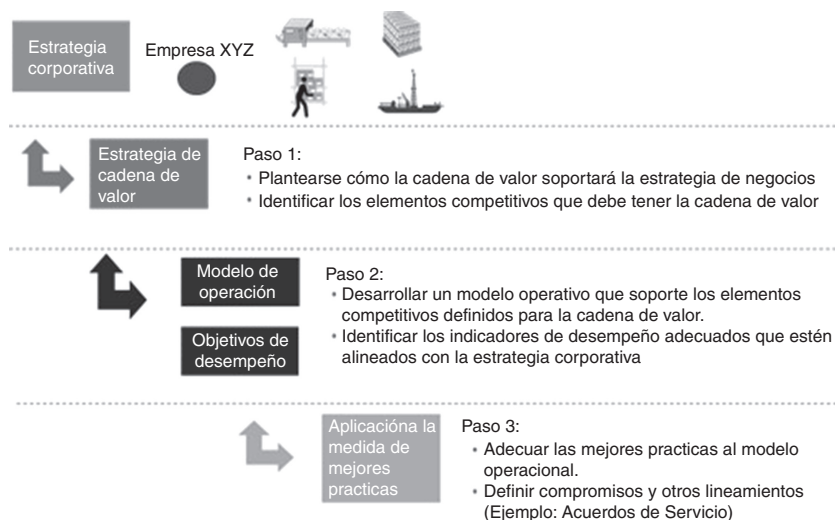 Estrategia
corporativa
Empresa XYZ
Estrategia de
cadena de
valor
Paso 1:
• Plantearse cómo la cadena de valor soportará la estrategia de negocios
• Identificar los elementos competitivos que debe tener la cadena de valor
Modelo de
operación
Objetivos de
desempeño
Paso 2:
• Desarrollar un modelo operativo que soporte los elementos
competitivos definidos para la cadena de valor.
• Identificar los indicadores de desempeño adecuados que estén
alineados con la estrategia corporativa
Aplicacióna la
medida de
mejores
practicas
Paso 3:
• Adecuar las mejores practicas al modelo
operacional.
• Definir compromisos y otros lineamientos
(Ejemplo: Acuerdos de Servicio)